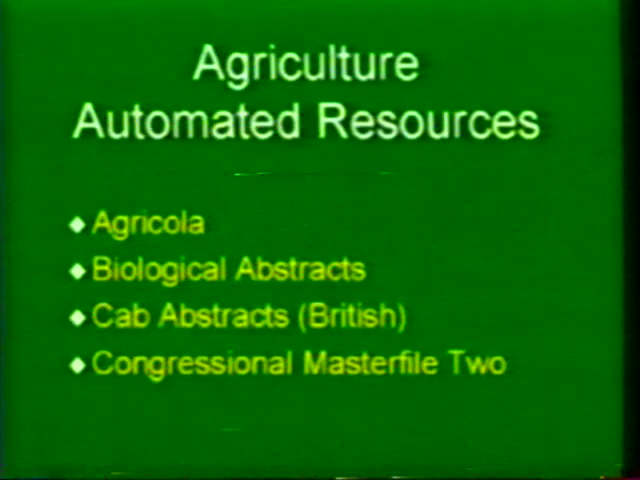 Agriculture
Automated Resources
Agricola
Biological Abstracts
Cab Abstracts (British)
Congressional Masterfile Two